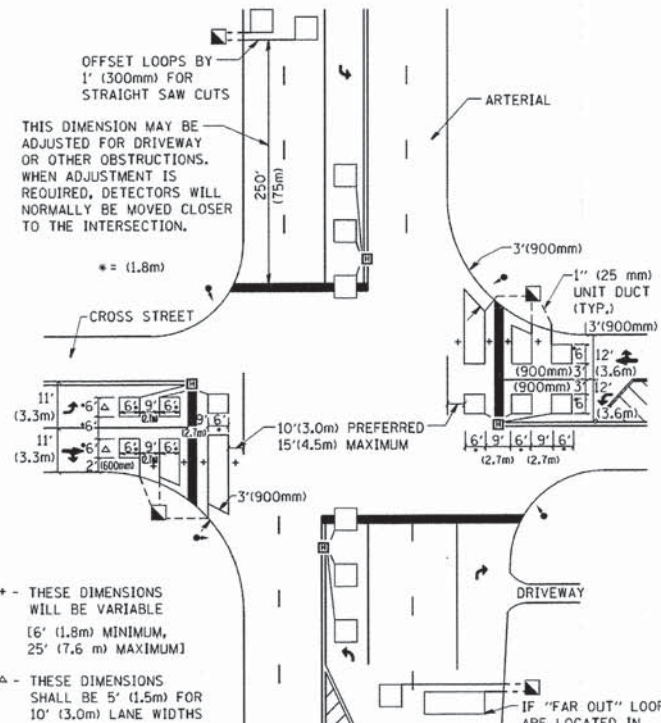 OFFSET LOOPS BY
1' (300mm) FOR
STRAIGHT SAW CUTS
ARTERIAL
THIS DIMENSION MAY BE
ADJUSTED FOR DRIVEWAY
OR OTHER OBSTRUCTIONS.
WHEN ADJUSTMENT IS
REQUIRED, DETECTORS WILL
NORMALLY BE MOVED CLOSER
TO THE INTERSECTION.
250'
(75m)
* = (1.8m)
H
3'(900mm)
1" (25 mm)
UNIT DUCT
(TYP.)
3'(900mm)
CROSS STREET
+ + + 6' 12'
(900mm) 3' (3.6m)
(900mm) 3' 12'
(3.6m)
H
6' 9' 6' 9' 6'
(2.7m) (2.7m)
H
11'
(3.3m)
*6' △ 6' 9' 6'
(2.7m)
*6'
9' 6'
(2.7m)
11'
(3.3m)
*6' △ 6' 9' 6'
(2.7m)
2' (600mm)
+ + +
10'(3.0m) PREFERRED
15'(4.5m) MAXIMUM
3'(900mm)
H
+ - THESE DIMENSIONS
WILL BE VARIABLE
[6' (1.8m) MINIMUM,
25' (7.6 m) MAXIMUM]
DRIVEWAY
△ - THESE DIMENSIONS
SHALL BE 5' (1.5m) FOR
10' (3.0m) LANE WIDTHS
IF "FAR OUT" LOOP
ARE LOCATED IN